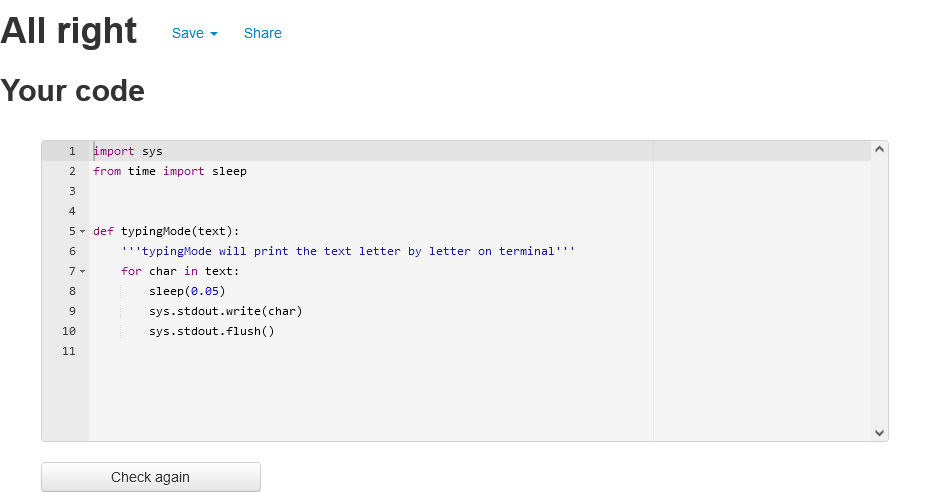 All right Save Share
Your code
1 import sys
2 from time import sleep
3
4
5 def typingMode(text):
6 '''typingMode will print the text letter by letter on terminal'''
7 for char in text:
8 sleep(0.05)
9 sys.stdout.write(char)
10 sys.stdout.flush()
11
Check again